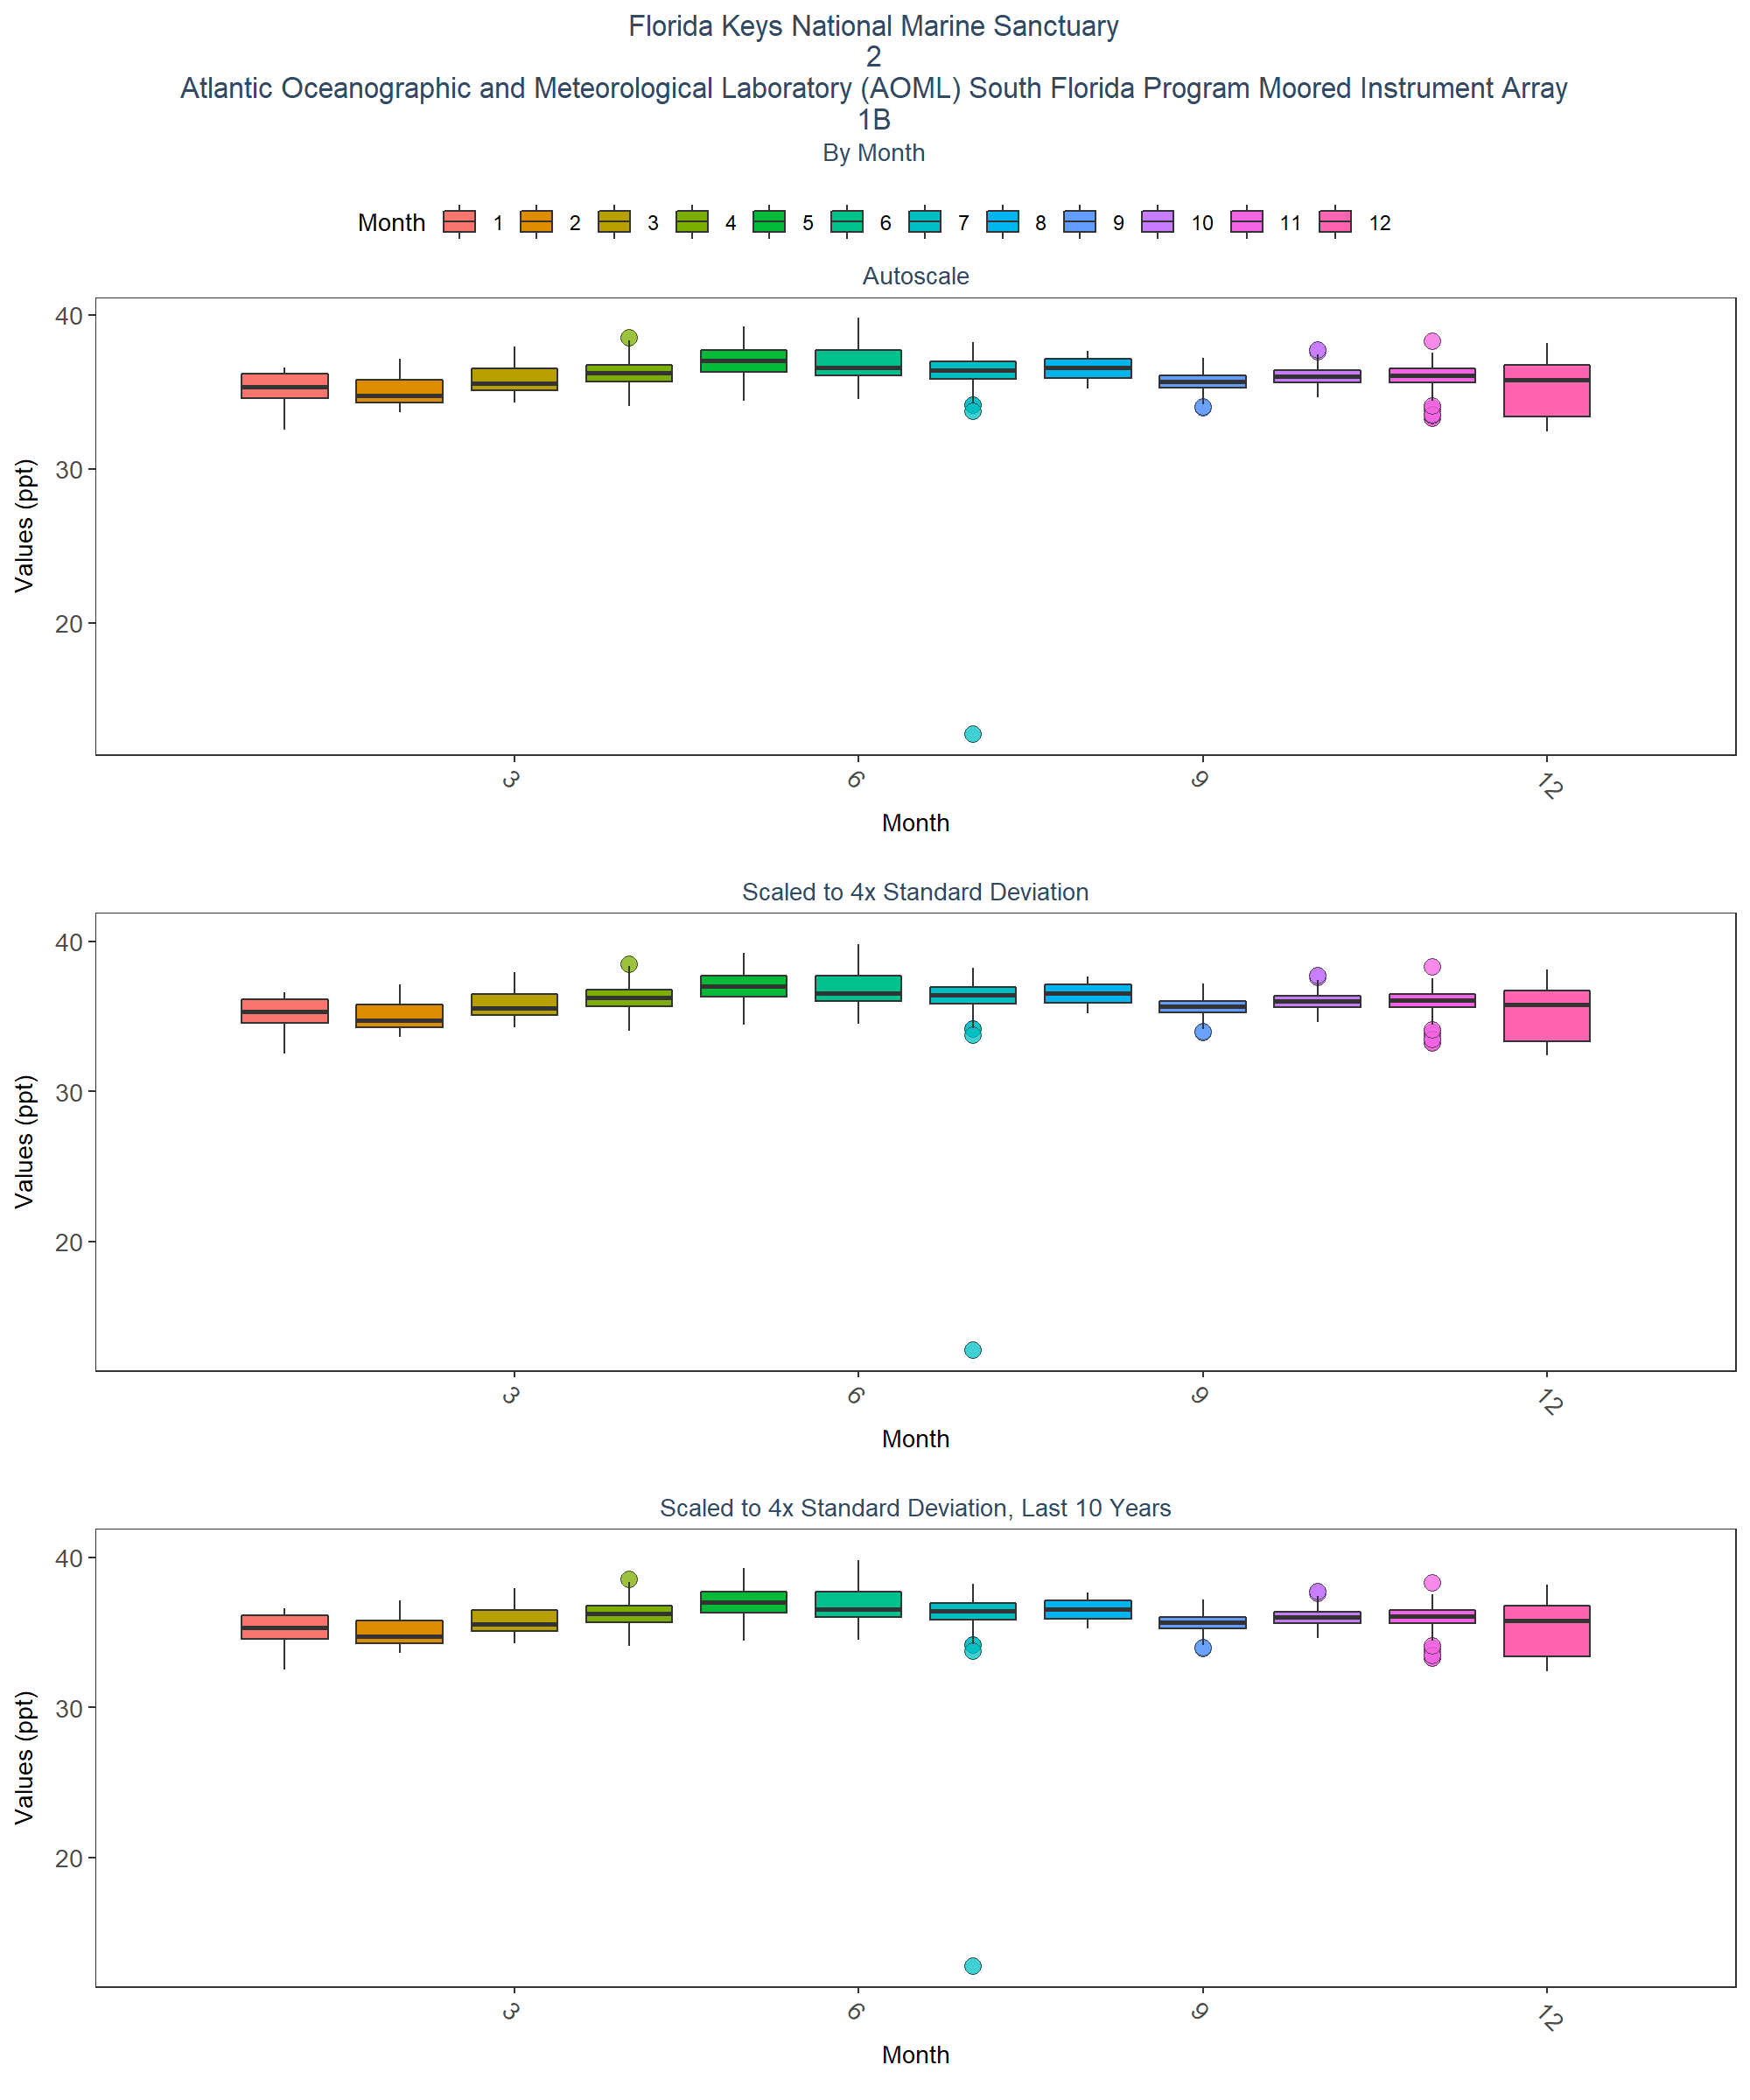 Florida Keys National Marine Sanctuary
2
Atlantic Oceanographic and Meteorological Laboratory (AOML) South Florida Program Moored Instrument Array
1B
By Month
Month 1 2 3 4 5 6 7 8 9 10 11 12
Autoscale
Values (ppt)
40
30
20
3 6 9 12
Month
Scaled to 4x Standard Deviation
Values (ppt)
40
30
20
3 6 9 12
Month
Scaled to 4x Standard Deviation, Last 10 Years
Values (ppt)
40
30
20
3 6 9 12
Month